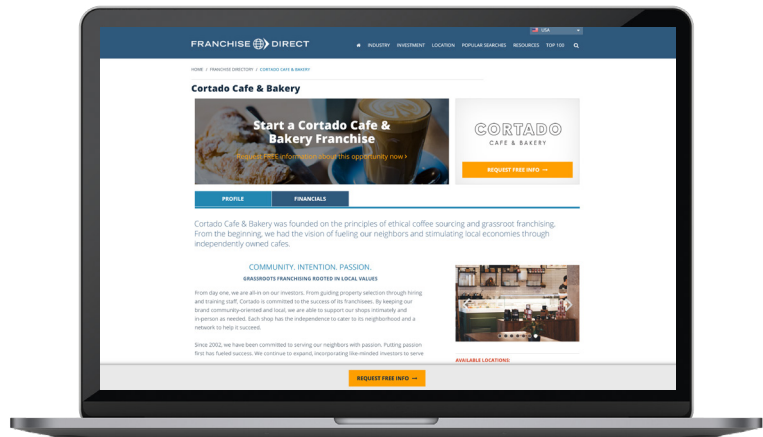 USA
FRANCHISE DIRECT
INDUSTRY INVESTMENT LOCATION POPULAR SEARCHES RESOURCES TOP 100
HOME / FRANCHISE DIRECTORY / CORTADO CAFE & BAKERY
Cortado Cafe & Bakery
Start a Cortado Cafe &
Bakery Franchise
Request FREE information about this opportunity now >
CORTADO
CAFE & BAKERY
REQUEST FREE INFO →
PROFILE FINANCIALS
Cortado Cafe & Bakery was founded on the principles of ethical coffee sourcing and grassroot franchising.
From the beginning, we had the vision of fueling our neighbors and stimulating local economies through
independently owned cafes.
COMMUNITY. INTENTION. PASSION.
GRASSROOTS FRANCHISING ROOTED IN LOCAL VALUES
From day one, we are all-in on our investors. From guiding property selection through hiring
and training staff, Cortado is committed to the success of its franchisees. By keeping our
brand community-oriented and local, we are able to support our shops intimately and
in-person as needed. Each shop has the independence to cater to its neighborhood and a
network to help it succeed.
Since 2002, we have been committed to serving our neighbors with passion. Putting passion
first has fueled success. We continue to expand, incorporating like-minded investors to serve
AVAILABLE LOCATIONS:
REQUEST FREE INFO →